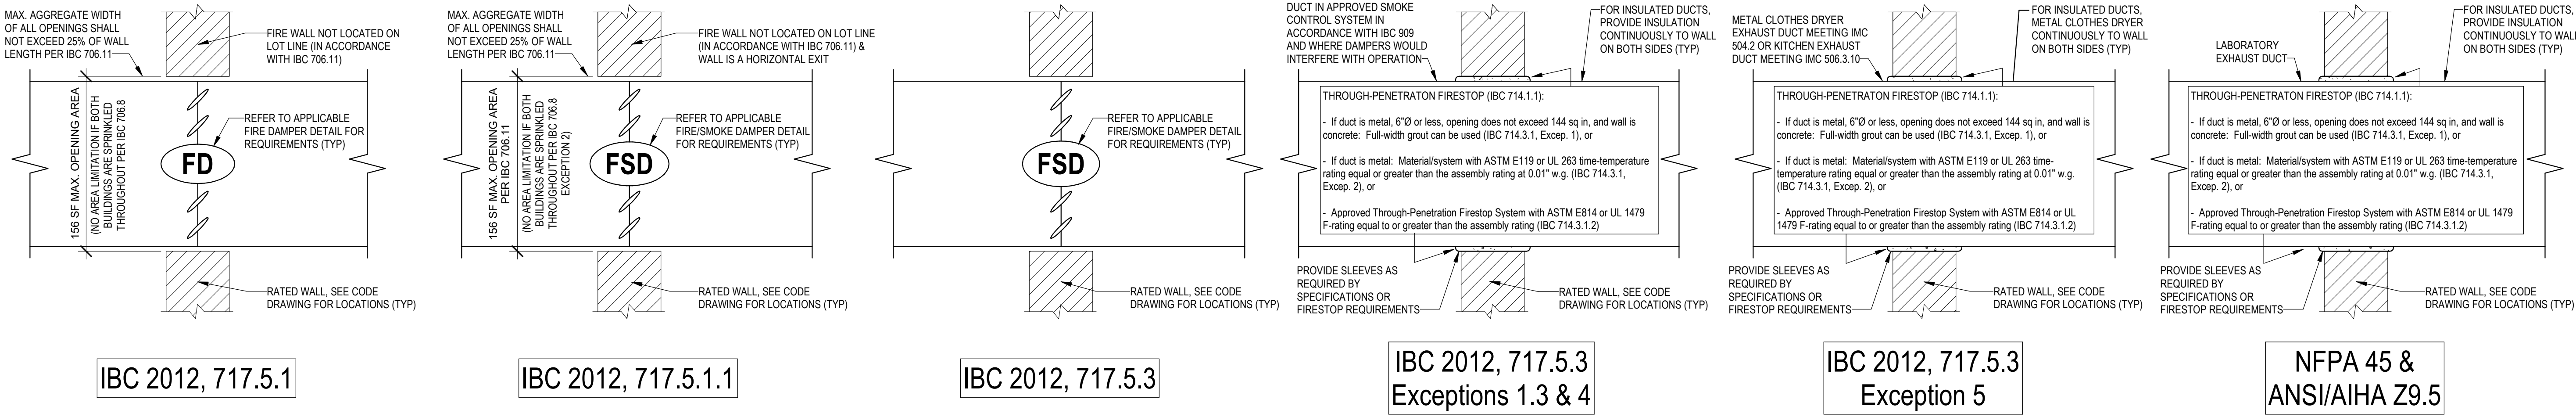 MAX. AGGREGATE WIDTH
OF ALL OPENINGS SHALL
NOT EXCEED 25% OF WALL
LENGTH PER IBC 706.11
FIRE WALL NOT LOCATED ON
LOT LINE (IN ACCORDANCE
WITH IBC 706.11)
156 SF MAX. OPENING AREA
(NO AREA LIMITATION IF BOTH
BUILDINGS ARE SPRINKLED
THROUGHOUT PER IBC 706.8
REFER TO APPLICABLE
FIRE DAMPER DETAIL FOR
REQUIREMENTS (TYP)
FD
RATED WALL, SEE CODE
DRAWING FOR LOCATIONS (TYP)
IBC 2012, 717.5.1
MAX. AGGREGATE WIDTH
OF ALL OPENINGS SHALL
NOT EXCEED 25% OF WALL
LENGTH PER IBC 706.11
FIRE WALL NOT LOCATED ON LOT LINE
(IN ACCORDANCE WITH IBC 706.11) &
WALL IS A HORIZONTAL EXIT
156 SF MAX. OPENING AREA
PER IBC 706.11
(NO AREA LIMITATION IF BOTH
BUILDINGS ARE SPRINKLED
THROUGHOUT PER IBC 706.8
EXCEPTION 2)
REFER TO APPLICABLE
FIRE/SMOKE DAMPER DETAIL
FOR REQUIREMENTS (TYP)
FSD
RATED WALL, SEE CODE
DRAWING FOR LOCATIONS (TYP)
IBC 2012, 717.5.1.1
REFER TO APPLICABLE
FIRE/SMOKE DAMPER DETAIL
FOR REQUIREMENTS (TYP)
FSD
RATED WALL, SEE CODE
DRAWING FOR LOCATIONS (TYP)
IBC 2012, 717.5.3
DUCT IN APPROVED SMOKE
CONTROL SYSTEM IN
ACCORDANCE WITH IBC 909
AND WHERE DAMPERS WOULD
INTERFERE WITH OPERATION
FOR INSULATED DUCTS,
PROVIDE INSULATION
CONTINUOUSLY TO WALL
ON BOTH SIDES (TYP)
THROUGH-PENETRATON FIRESTOP (IBC 714.1.1):
- If duct is metal, 6"Ø or less, opening does not exceed 144 sq in, and wall is
concrete: Full-width grout can be used (IBC 714.3.1, Excep. 1), or
- If duct is metal: Material/system with ASTM E119 or UL 263 time-temperature
rating equal or greater than the assembly rating at 0.01" w.g. (IBC 714.3.1,
Excep. 2), or
- Approved Through-Penetration Firestop System with ASTM E814 or UL 1479
F-rating equal to or greater than the assembly rating (IBC 714.3.1.2)
PROVIDE SLEEVES AS
REQUIRED BY
SPECIFICATIONS OR
FIRESTOP REQUIREMENTS
RATED WALL, SEE CODE
DRAWING FOR LOCATIONS (TYP)
IBC 2012, 717.5.3
Exceptions 1.3 & 4
METAL CLOTHES DRYER
EXHAUST DUCT MEETING IMC
504.2 OR KITCHEN EXHAUST
DUCT MEETING IMC 506.3.10
FOR INSULATED DUCTS,
METAL CLOTHES DRYER
CONTINUOUSLY TO WALL
ON BOTH SIDES (TYP)
THROUGH-PENETRATON FIRESTOP (IBC 714.1.1):
- If duct is metal, 6"Ø or less, opening does not exceed 144 sq in, and wall is
concrete: Full-width grout can be used (IBC 714.3.1, Excep. 1), or
- If duct is metal: Material/system with ASTM E119 or UL 263 time-
temperature rating equal or greater than the assembly rating at 0.01" w.g.
(IBC 714.3.1, Excep. 2), or
- Approved Through-Penetration Firestop System with ASTM E814 or UL
1479 F-rating equal to or greater than the assembly rating (IBC 714.3.1.2)
PROVIDE SLEEVES AS
REQUIRED BY
SPECIFICATIONS OR
FIRESTOP REQUIREMENTS
RATED WALL, SEE CODE
DRAWING FOR LOCATIONS (TYP)
IBC 2012, 717.5.3
Exception 5
LABORATORY
EXHAUST DUCT
FOR INSULATED DUCTS,
PROVIDE INSULATION
CONTINUOUSLY TO WALL
ON BOTH SIDES (TYP)
THROUGH-PENETRATON FIRESTOP (IBC 714.1.1):
- If duct is metal, 6"Ø or less, opening does not exceed 144 sq in, and wall is
concrete: Full-width grout can be used (IBC 714.3.1, Excep. 1), or
- If duct is metal: Material/system with ASTM E119 or UL 263 time-temperature
rating equal or greater than the assembly rating at 0.01" w.g. (IBC 714.3.1,
Excep. 2), or
- Approved Through-Penetration Firestop System with ASTM E814 or UL 1479
F-rating equal to or greater than the assembly rating (IBC 714.3.1.2)
PROVIDE SLEEVES AS
REQUIRED BY
SPECIFICATIONS OR
FIRESTOP REQUIREMENTS
RATED WALL, SEE CODE
DRAWING FOR LOCATIONS (TYP)
NFPA 45 &
ANSI/AIHA Z9.5